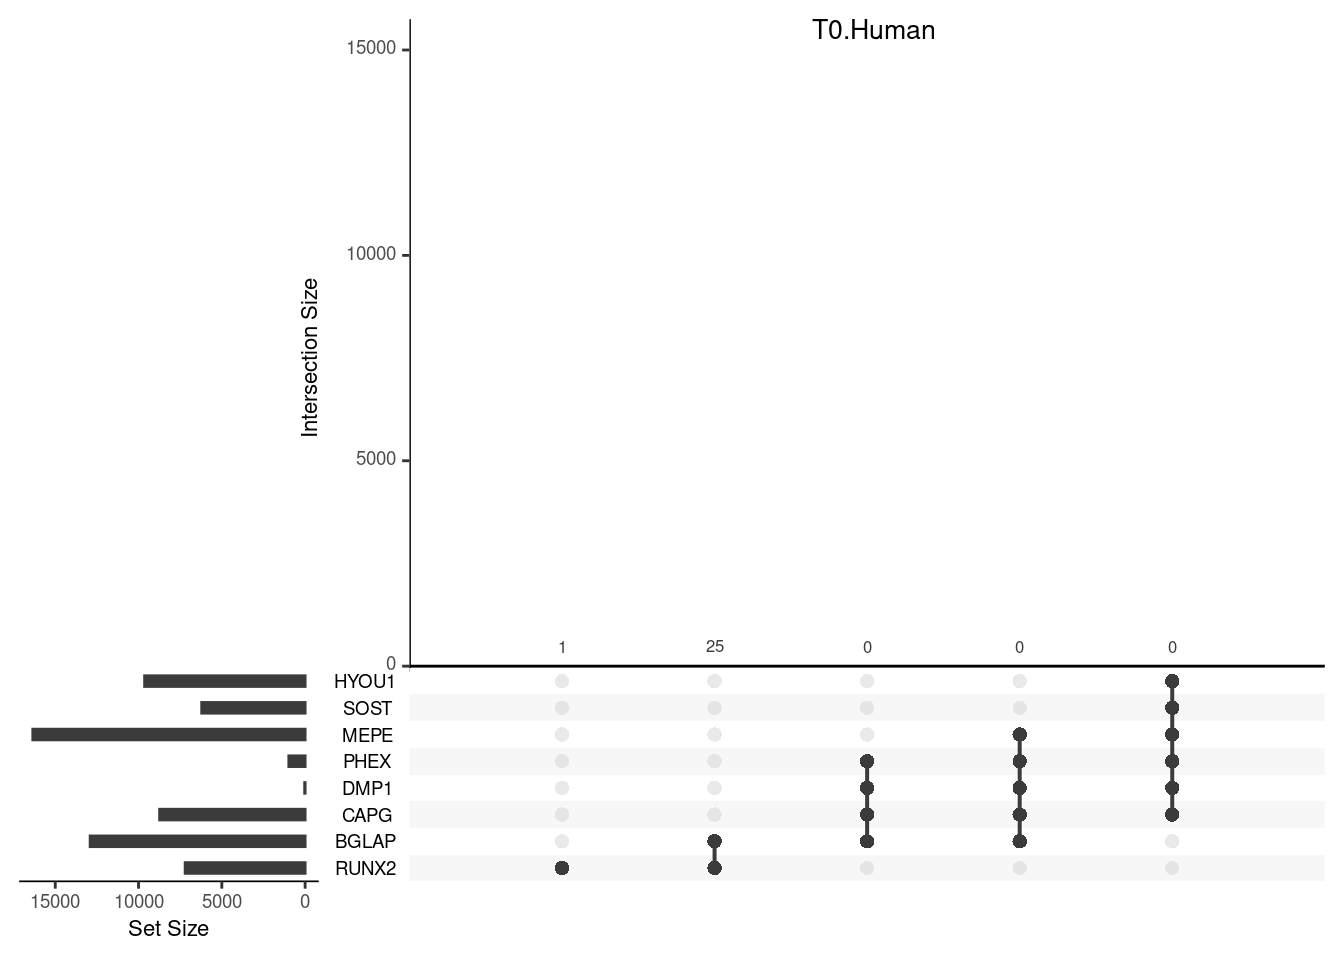 T0.Human
15000
10000
5000
0
Intersection Size
1 25 0 0 0
HYOU1
SOST
MEPE
PHEX
DMP1
CAPG
BGLAP
RUNX2
15000 10000 5000 0
Set Size